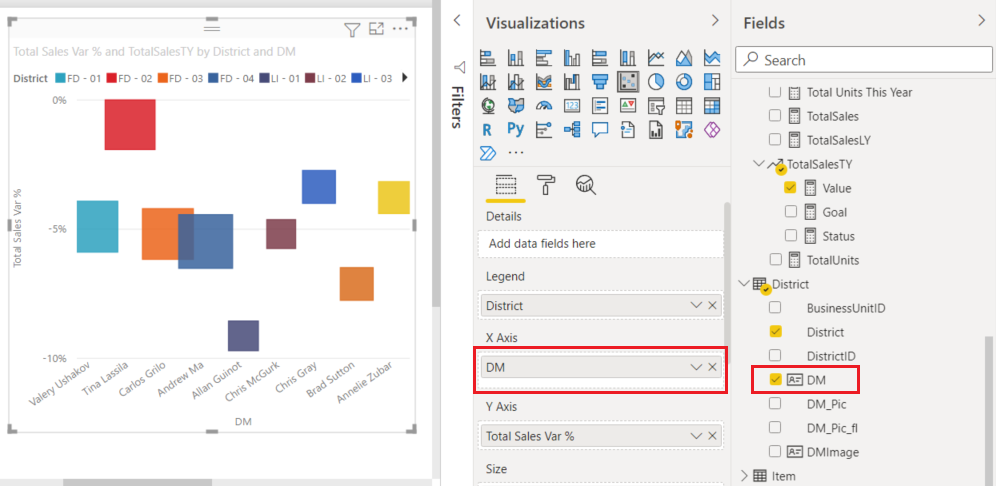 Total Sales Var % and TotalSalesTY by District and DM
District FD - 01 FD - 02 FD - 03 FD - 04 LI - 01 LI - 02 LI - 03
0%
-5%
-10%
Total Sales Var %
Valery Ushakov
Tina Lassila
Carlos Grilo
Andrew Ma
Allan Guinot
Chris McGurk
Chris Gray
Brad Sutton
Annelie Zubar
DM
Filters
Visualizations
123
R
Py
...
Details
Add data fields here
Legend
District
X Axis
DM
Y Axis
Total Sales Var %
Size
Fields
Search
Total Units This Year
TotalSales
TotalSalesLY
TotalSalesTY
Value
Goal
Status
TotalUnits
District
BusinessUnitID
District
DistrictID
DM
DM_Pic
DM_Pic_fl
DMImage
Item